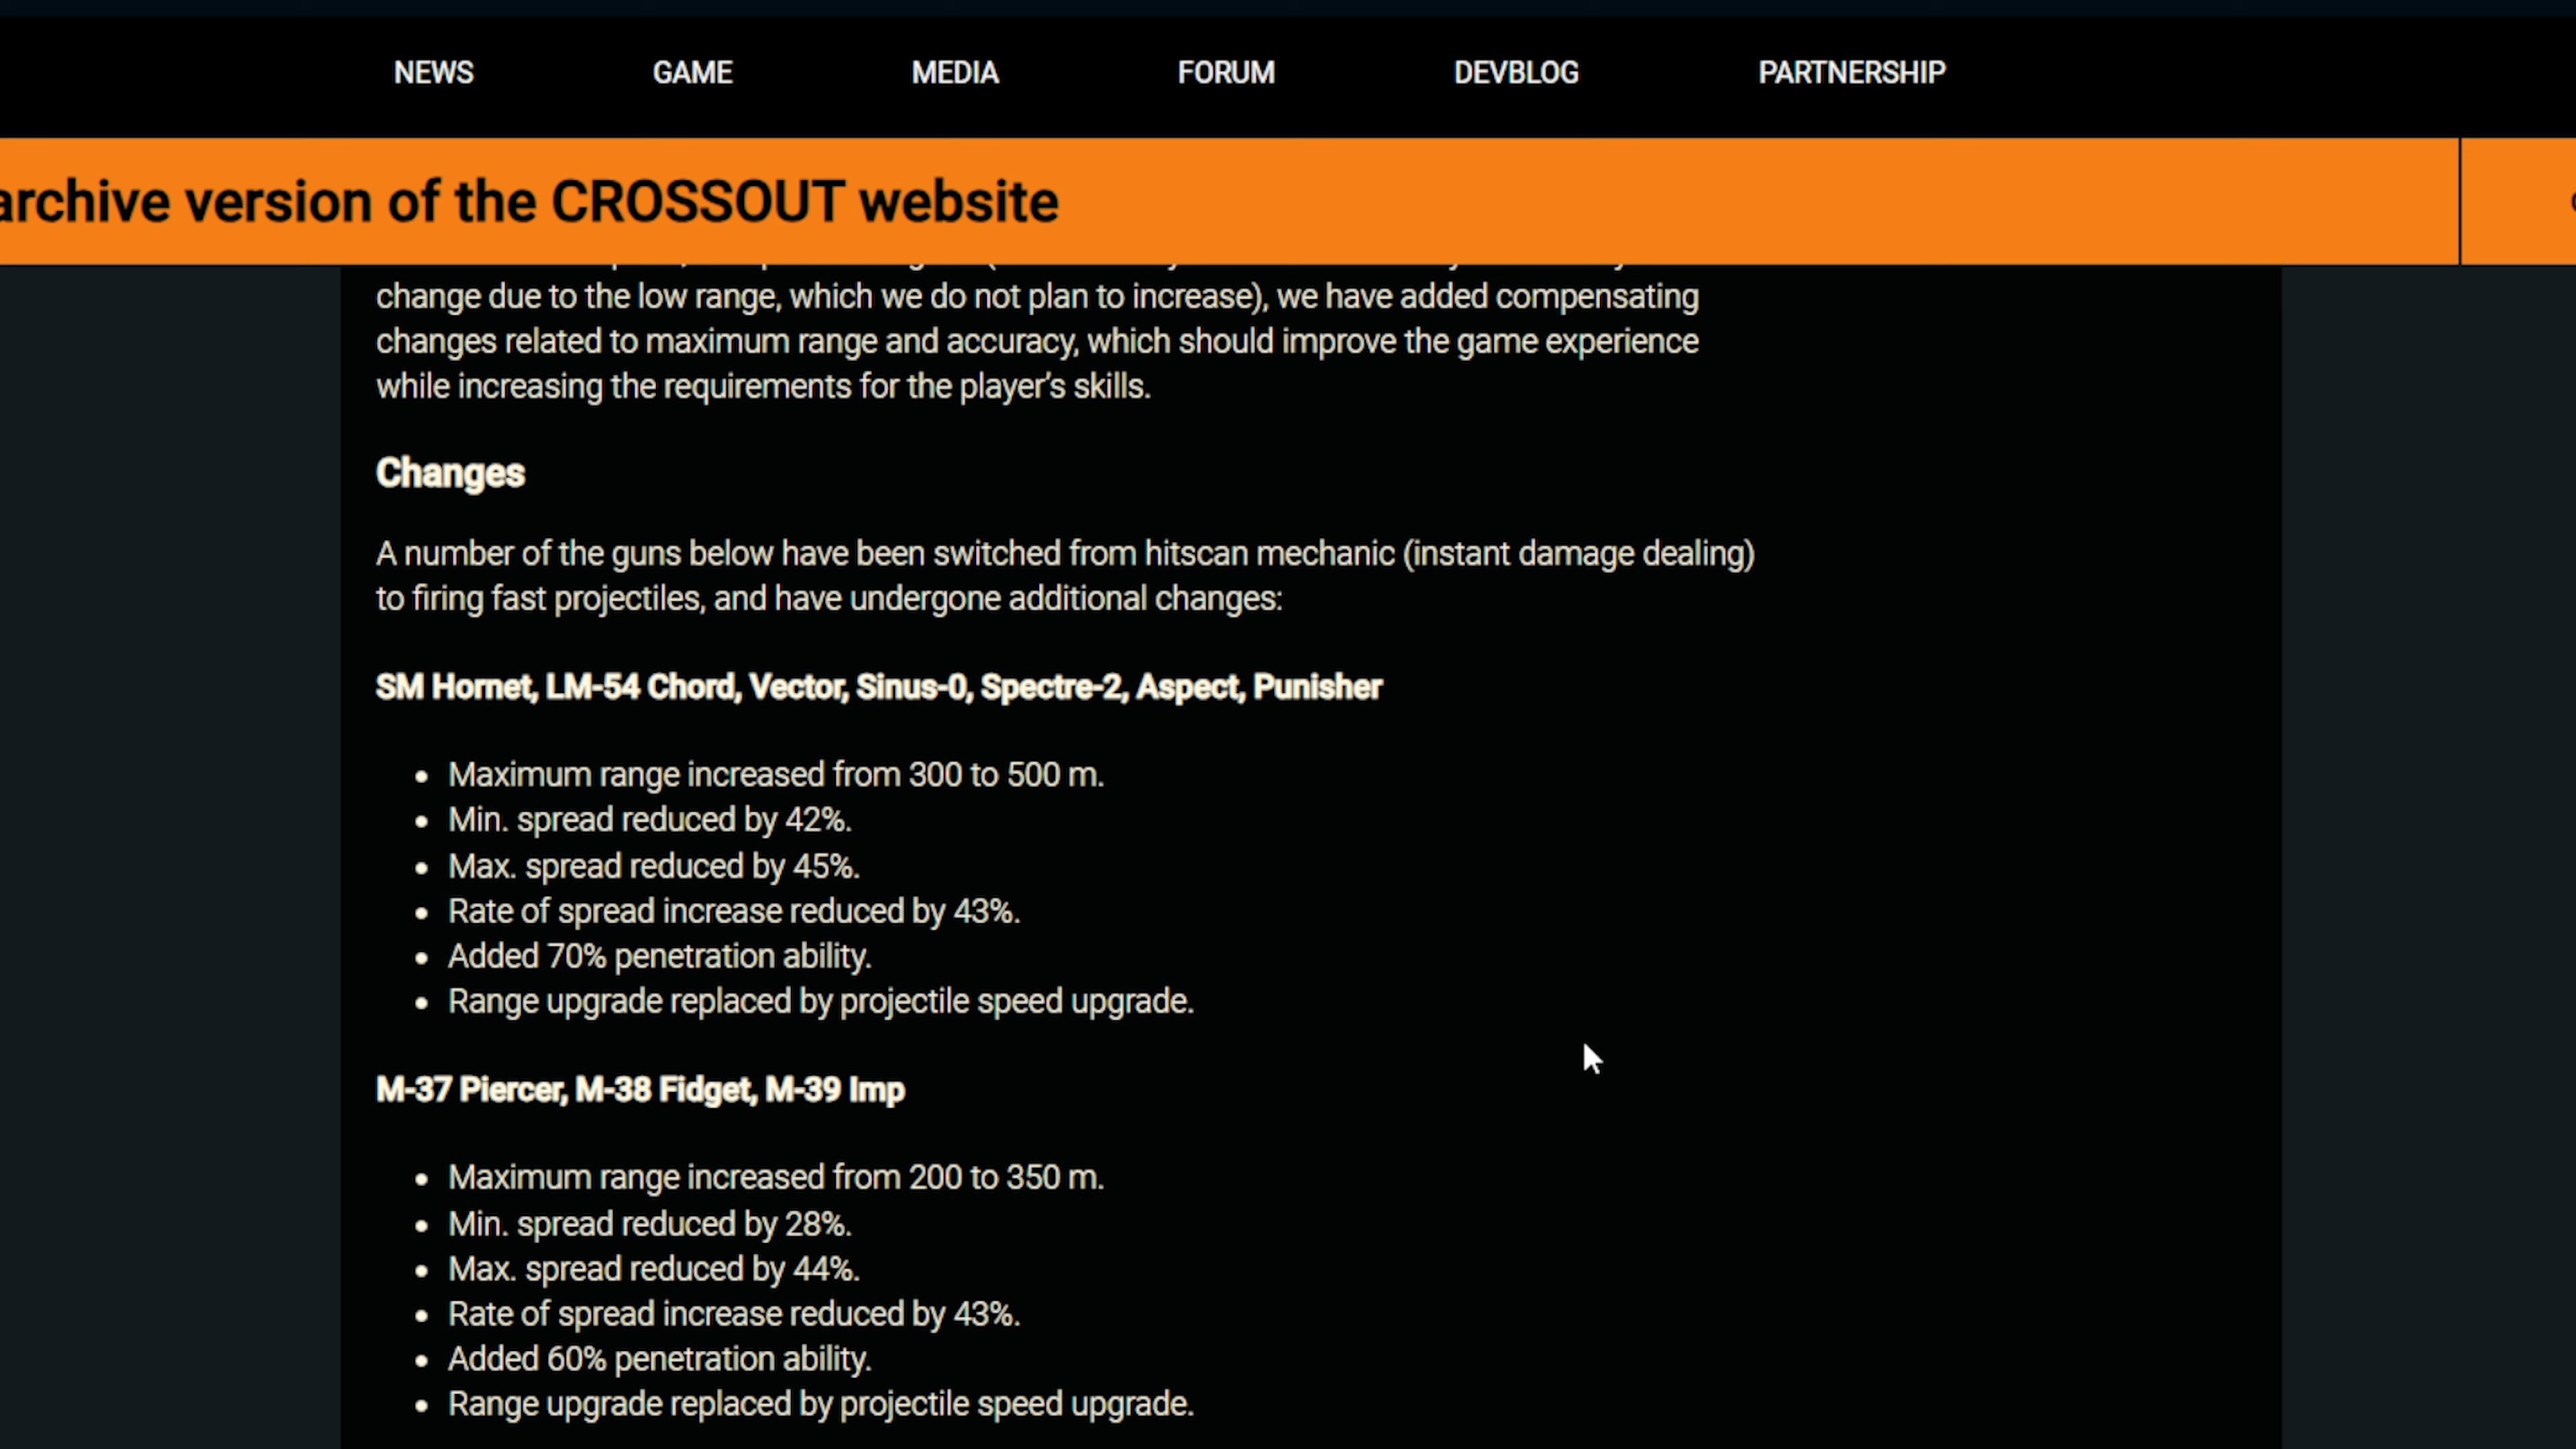 NEWS GAME MEDIA FORUM DEVBLOG PARTNERSHIP
archive version of the CROSSOUT website
change due to the low range, which we do not plan to increase), we have added compensating
changes related to maximum range and accuracy, which should improve the game experience
while increasing the requirements for the player's skills.
Changes
A number of the guns below have been switched from hitscan mechanic (instant damage dealing)
to firing fast projectiles, and have undergone additional changes:
SM Hornet, LM-54 Chord, Vector, Sinus-0, Spectre-2, Aspect, Punisher
• Maximum range increased from 300 to 500 m.
• Min. spread reduced by 42%.
• Max. spread reduced by 45%.
• Rate of spread increase reduced by 43%.
• Added 70% penetration ability.
• Range upgrade replaced by projectile speed upgrade.
M-37 Piercer, M-38 Fidget, M-39 Imp
• Maximum range increased from 200 to 350 m.
• Min. spread reduced by 28%.
• Max. spread reduced by 44%.
• Rate of spread increase reduced by 43%.
• Added 60% penetration ability.
• Range upgrade replaced by projectile speed upgrade.